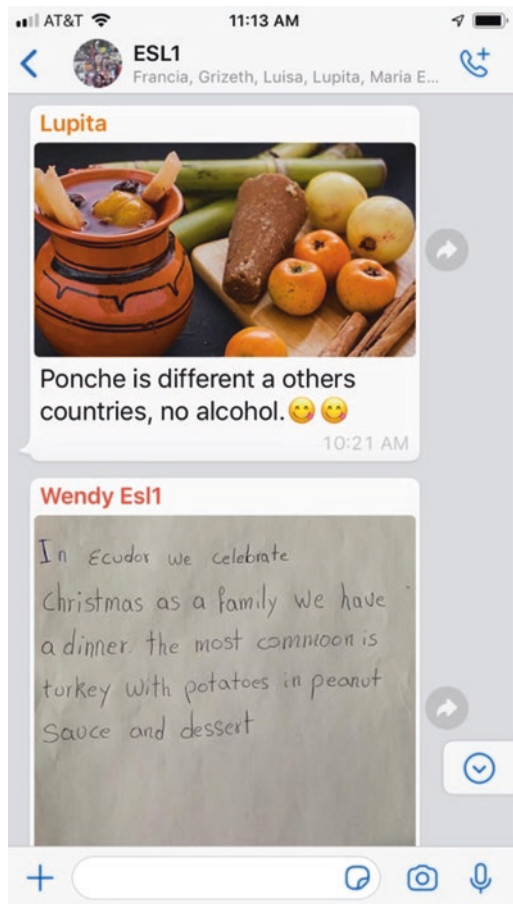 AT&T 11:13 AM
ESL1
Francia, Grizeth, Luisa, Lupita, Maria E...
Lupita
Ponche is different a others
countries, no alcohol.😋😋
10:21 AM
Wendy Esl1
In Ecudor we celebrate
Christmas as a family we have
a dinner. the most commoon is
turkey with potatoes in peanut
Sauce and dessert